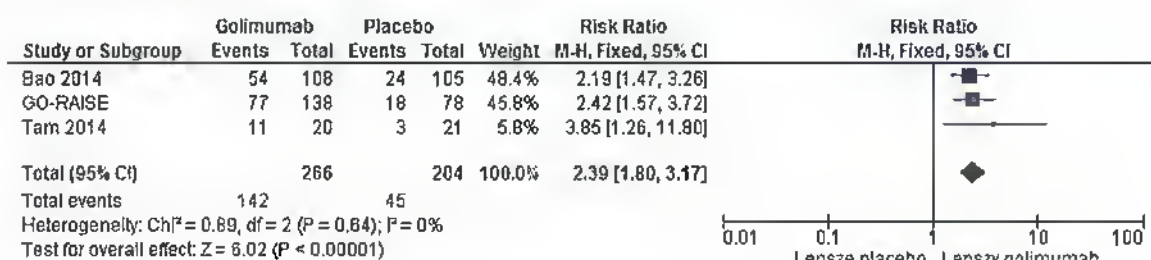 Golimumab Placebo Risk Ratio Risk Ratio
Study or Subgroup Events Total Events Total Weight M-H, Fixed, 95% CI M-H, Fixed, 95% CI
Bao 2014 54 108 24 105 48.4% 2.19 [1.47, 3.26]
GO-RAISE 77 138 18 78 45.8% 2.42 [1.57, 3.72]
Tam 2014 11 20 3 21 5.8% 3.85 [1.26, 11.80]
Total (95% CI) 266 204 100.0% 2.39 [1.80, 3.17]
Total events 142 45
Heterogeneity: Chi² = 0.89, df = 2 (P = 0.64); I² = 0%
Test for overall effect: Z = 6.02 (P < 0.00001)
0.01 0.1 1 10 100
Lepsze placebo Lepszy golimumab